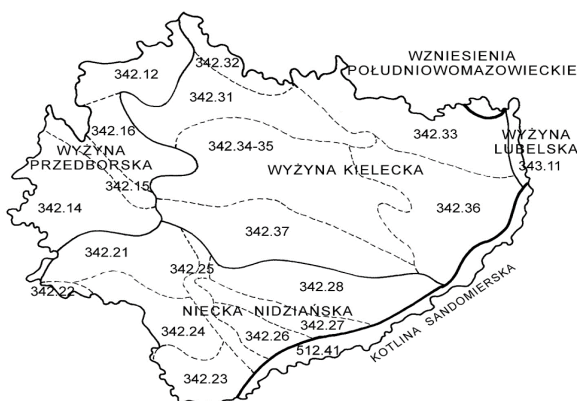 WZNIESIENIA
POŁUDNIOWOMAZOWIECKIE
342.32
342.12
342.31
342.33
342.16
WYŻYNA
LUBELSKA
343.11
342.34-35
WYŻYNA
PRZEDBORSKA
WYŻYNA KIELECKA
342.15
342.14
342.36
342.37
342.21
342.25
342.22
342.28
NIECKA NIDZIAŃSKA
342.24
342.26
342.27
512.41
KOTLINA SANDOMIERSKA
342.23